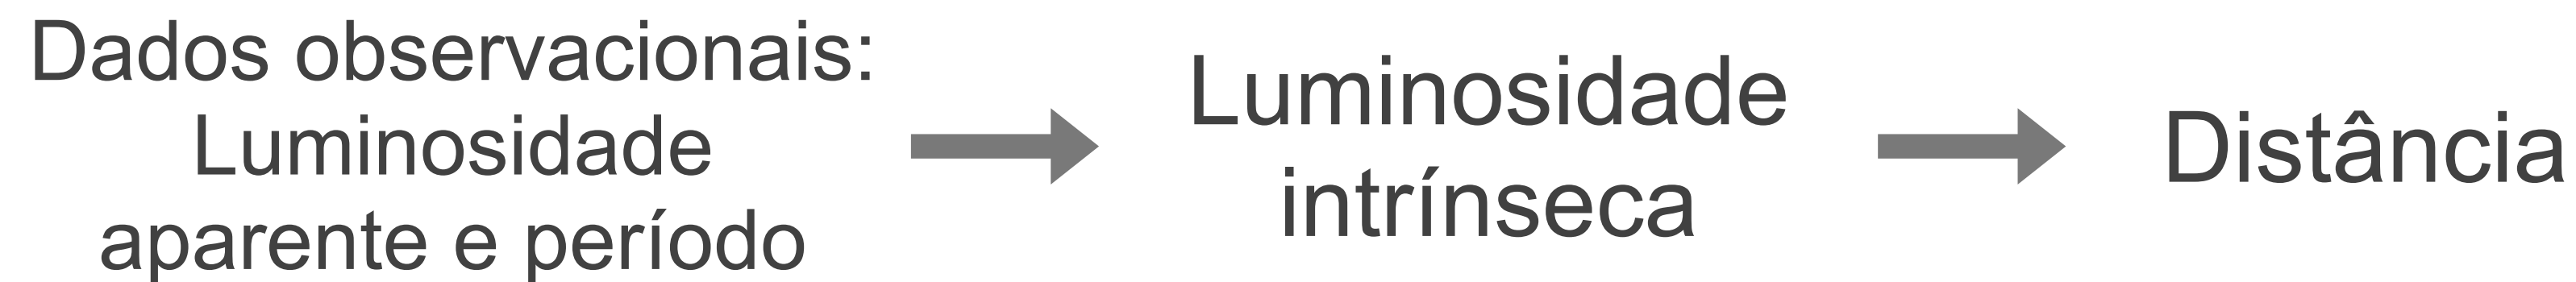 Dados observacionais:
Luminosidade
aparente e período
Luminosidade
intrínseca
Distância